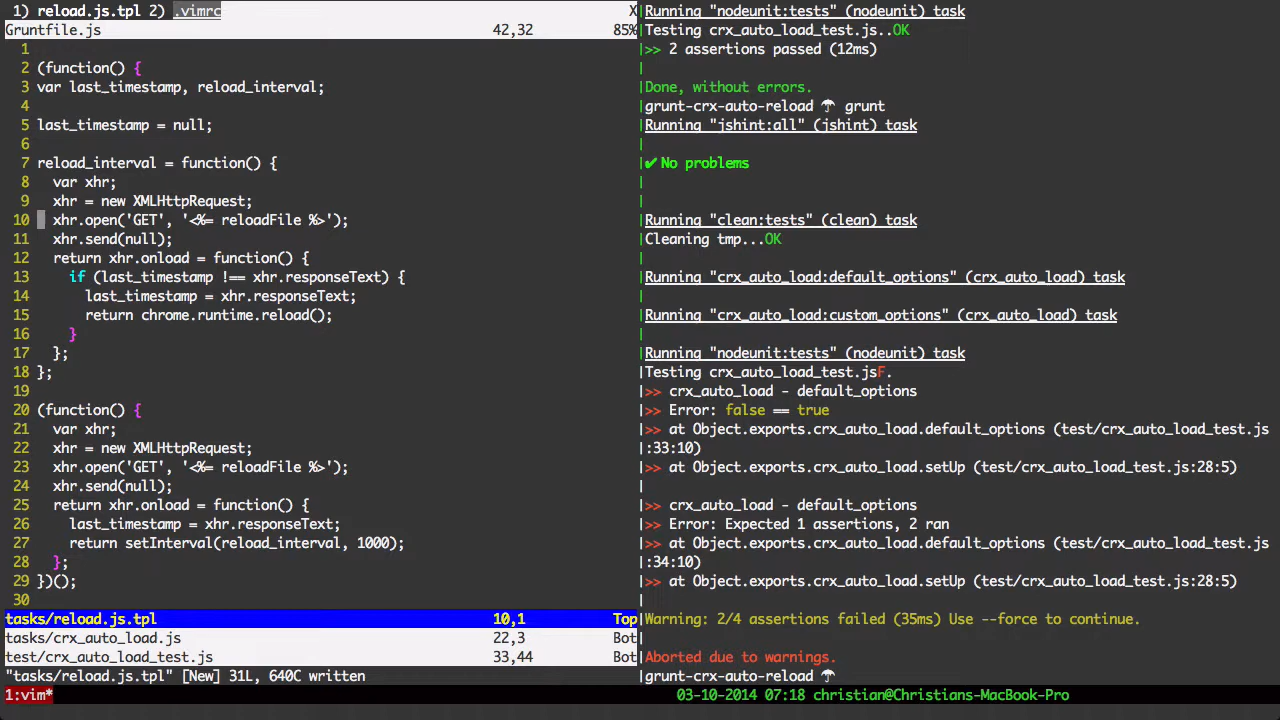 1) reload.js.tpl 2) .vimrc X
Gruntfile.js 42,32 85%
1
2 (function() {
3 var last_timestamp, reload_interval;
4
5 last_timestamp = null;
6
7 reload_interval = function() {
8 var xhr;
9 xhr = new XMLHttpRequest;
10 xhr.open('GET', '<%= reloadFile %>');
11 xhr.send(null);
12 return xhr.onload = function() {
13 if (last_timestamp !== xhr.responseText) {
14 last_timestamp = xhr.responseText;
15 return chrome.runtime.reload();
16 }
17 };
18 };
19
20 (function() {
21 var xhr;
22 xhr = new XMLHttpRequest;
23 xhr.open('GET', '<%= reloadFile %>');
24 xhr.send(null);
25 return xhr.onload = function() {
26 last_timestamp = xhr.responseText;
27 return setInterval(reload_interval, 1000);
28 };
29 })();
30
tasks/reload.js.tpl 10,1 Top
tasks/crx_auto_load.js 22,3 Bot
test/crx_auto_load_test.js 33,44 Bot
"tasks/reload.js.tpl" [New] 31L, 640C written
Running "nodeunit:tests" (nodeunit) task
Testing crx_auto_load_test.js..OK
>> 2 assertions passed (12ms)
Done, without errors.
grunt-crx-auto-reload ☂ grunt
Running "jshint:all" (jshint) task
✔ No problems
Running "clean:tests" (clean) task
Cleaning tmp...OK
Running "crx_auto_load:default_options" (crx_auto_load) task
Running "crx_auto_load:custom_options" (crx_auto_load) task
Running "nodeunit:tests" (nodeunit) task
Testing crx_auto_load_test.jsF.
>> crx_auto_load - default_options
>> Error: false == true
>> at Object.exports.crx_auto_load.default_options (test/crx_auto_load_test.js
:33:10)
>> at Object.exports.crx_auto_load.setUp (test/crx_auto_load_test.js:28:5)
>> crx_auto_load - default_options
>> Error: Expected 1 assertions, 2 ran
>> at Object.exports.crx_auto_load.default_options (test/crx_auto_load_test.js
:34:10)
>> at Object.exports.crx_auto_load.setUp (test/crx_auto_load_test.js:28:5)
Warning: 2/4 assertions failed (35ms) Use --force to continue.
Aborted due to warnings.
grunt-crx-auto-reload ☂
1:vim* 03-10-2014 07:18 christian@Christians-MacBook-Pro